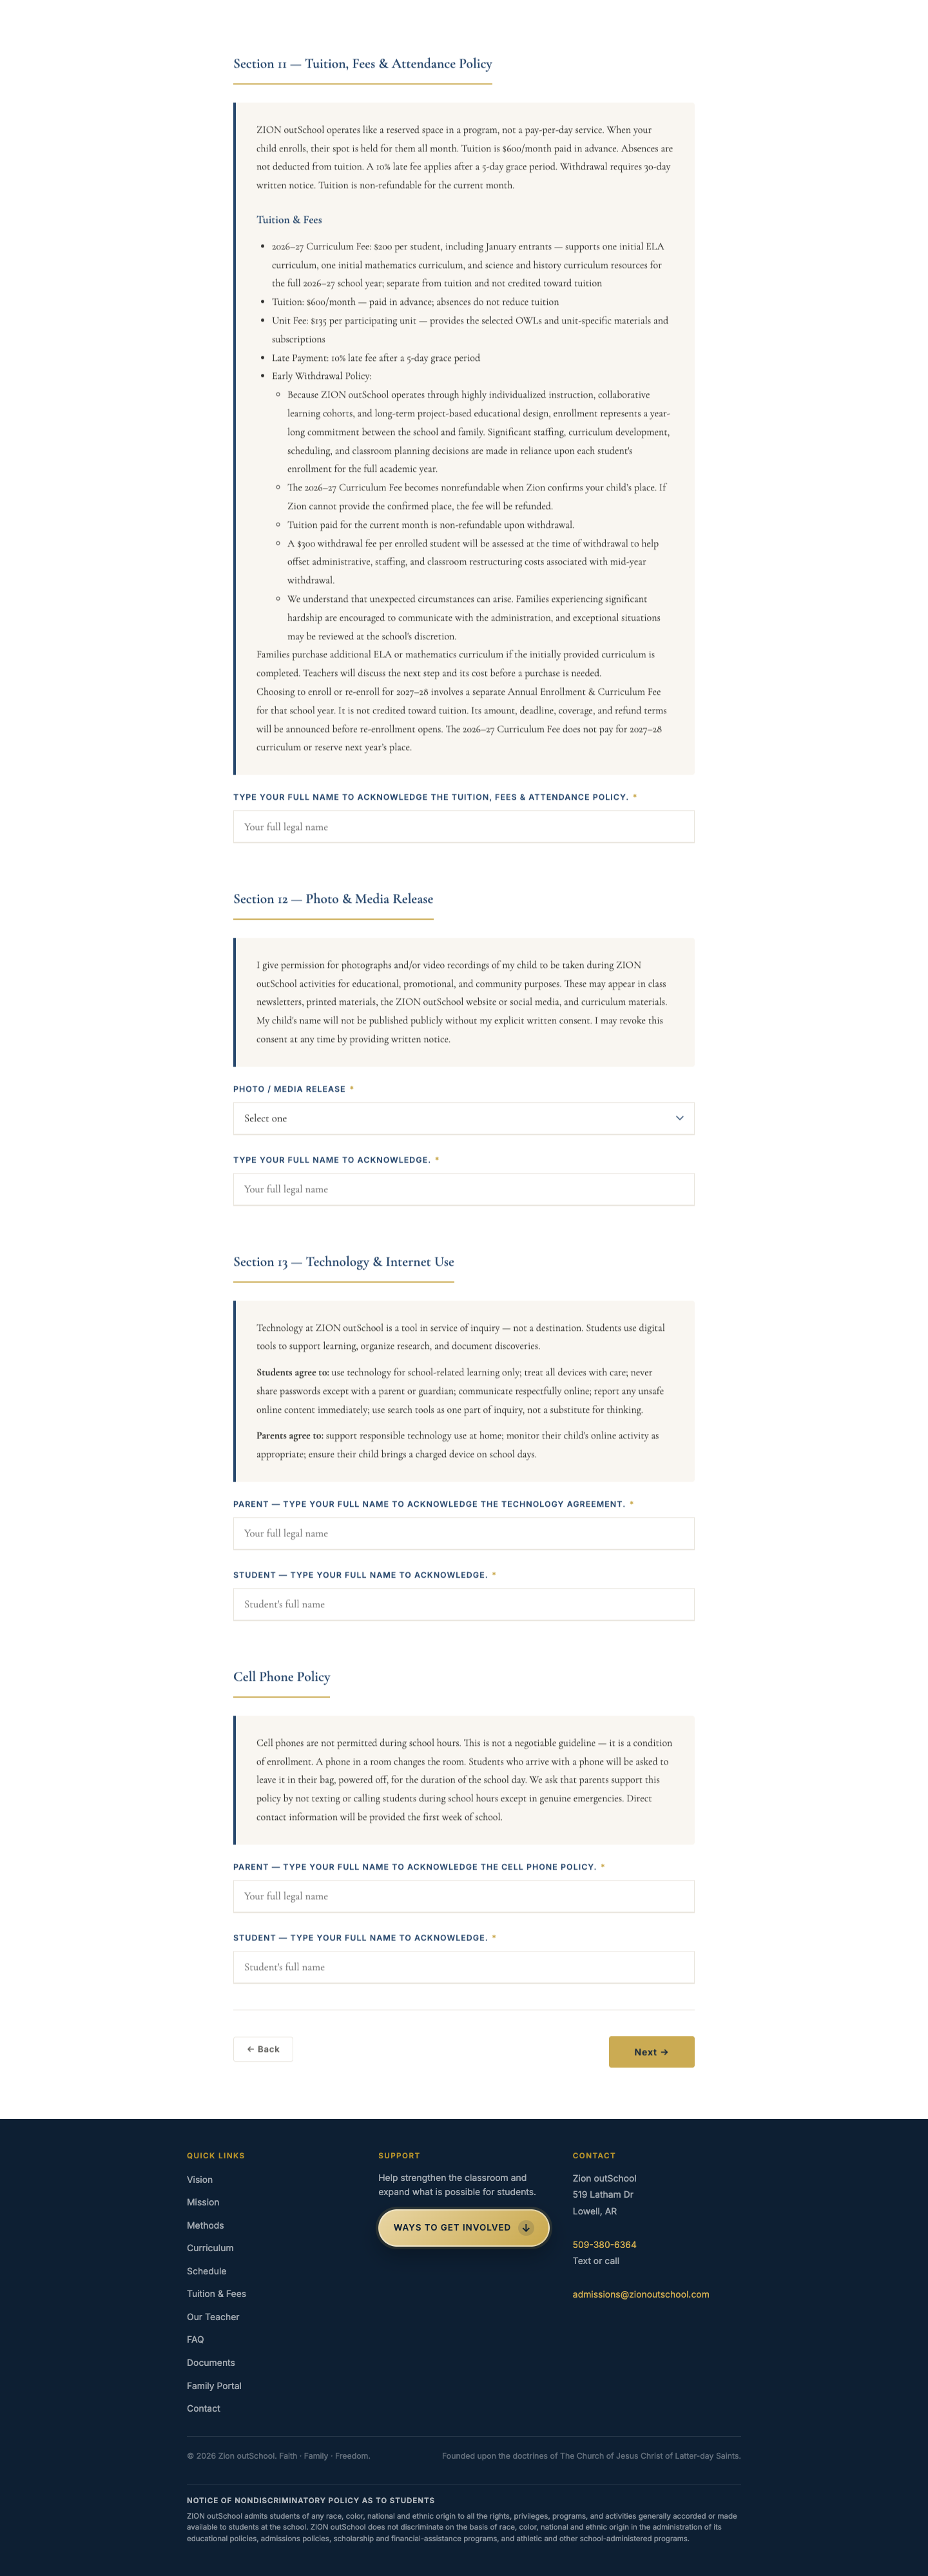 Section 11 — Tuition, Fees & Attendance Policy
ZION outSchool operates like a reserved space in a program, not a pay-per-day service. When your
child enrolls, their spot is held for them all month. Tuition is $600/month paid in advance. Absences are
not deducted from tuition. A 10% late fee applies after a 5-day grace period. Withdrawal requires 30-day
written notice. Tuition is non-refundable for the current month.
Tuition & Fees
• 2026–27 Curriculum Fee: $200 per student, including January entrants — supports one initial ELA
curriculum, one initial mathematics curriculum, and science and history curriculum resources for
the full 2026–27 school year; separate from tuition and not credited toward tuition
• Tuition: $600/month — paid in advance; absences do not reduce tuition
• Unit Fee: $135 per participating unit — provides the selected OWLs and unit-specific materials and
subscriptions
• Late Payment: 10% late fee after a 5-day grace period
• Early Withdrawal Policy:
◦ Because ZION outSchool operates through highly individualized instruction, collaborative
learning cohorts, and long-term project-based educational design, enrollment represents a year-
long commitment between the school and family. Significant staffing, curriculum development,
scheduling, and classroom planning decisions are made in reliance upon each student's
enrollment for the full academic year.
◦ The 2026–27 Curriculum Fee becomes nonrefundable when Zion confirms your child's place. If
Zion cannot provide the confirmed place, the fee will be refunded.
◦ Tuition paid for the current month is non-refundable upon withdrawal.
◦ A $300 withdrawal fee per enrolled student will be assessed at the time of withdrawal to help
offset administrative, staffing, and classroom restructuring costs associated with mid-year
withdrawal.
◦ We understand that unexpected circumstances can arise. Families experiencing significant
hardship are encouraged to communicate with the administration, and exceptional situations
may be reviewed at the school's discretion.
Families purchase additional ELA or mathematics curriculum if the initially provided curriculum is
completed. Teachers will discuss the next step and its cost before a purchase is needed.
Choosing to enroll or re-enroll for 2027–28 involves a separate Annual Enrollment & Curriculum Fee
for that school year. It is not credited toward tuition. Its amount, deadline, coverage, and refund terms
will be announced before re-enrollment opens. The 2026–27 Curriculum Fee does not pay for 2027–28
curriculum or reserve next year's place.
TYPE YOUR FULL NAME TO ACKNOWLEDGE THE TUITION, FEES & ATTENDANCE POLICY. *
Your full legal name
Section 12 — Photo & Media Release
I give permission for photographs and/or video recordings of my child to be taken during ZION
outSchool activities for educational, promotional, and community purposes. These may appear in class
newsletters, printed materials, the ZION outSchool website or social media, and curriculum materials.
My child's name will not be published publicly without my explicit written consent. I may revoke this
consent at any time by providing written notice.
PHOTO / MEDIA RELEASE *
Select one
TYPE YOUR FULL NAME TO ACKNOWLEDGE. *
Your full legal name
Section 13 — Technology & Internet Use
Technology at ZION outSchool is a tool in service of inquiry — not a destination. Students use digital
tools to support learning, organize research, and document discoveries.
Students agree to: use technology for school-related learning only; treat all devices with care; never
share passwords except with a parent or guardian; communicate respectfully online; report any unsafe
online content immediately; use search tools as one part of inquiry, not a substitute for thinking.
Parents agree to: support responsible technology use at home; monitor their child's online activity as
appropriate; ensure their child brings a charged device on school days.
PARENT — TYPE YOUR FULL NAME TO ACKNOWLEDGE THE TECHNOLOGY AGREEMENT. *
Your full legal name
STUDENT — TYPE YOUR FULL NAME TO ACKNOWLEDGE. *
Student's full name
Cell Phone Policy
Cell phones are not permitted during school hours. This is not a negotiable guideline — it is a condition
of enrollment. A phone in a room changes the room. Students who arrive with a phone will be asked to
leave it in their bag, powered off, for the duration of the school day. We ask that parents support this
policy by not texting or calling students during school hours except in genuine emergencies. Direct
contact information will be provided the first week of school.
PARENT — TYPE YOUR FULL NAME TO ACKNOWLEDGE THE CELL PHONE POLICY. *
Your full legal name
STUDENT — TYPE YOUR FULL NAME TO ACKNOWLEDGE. *
Student's full name
← Back
Next →
QUICK LINKS
Vision
Mission
Methods
Curriculum
Schedule
Tuition & Fees
Our Teacher
FAQ
Documents
Family Portal
Contact
SUPPORT
Help strengthen the classroom and
expand what is possible for students.
WAYS TO GET INVOLVED ↓
CONTACT
Zion outSchool
519 Latham Dr
Lowell, AR
509-380-6364
Text or call
admissions@zionoutschool.com
© 2026 Zion outSchool. Faith · Family · Freedom.
Founded upon the doctrines of The Church of Jesus Christ of Latter-day Saints.
NOTICE OF NONDISCRIMINATORY POLICY AS TO STUDENTS
ZION outSchool admits students of any race, color, national and ethnic origin to all the rights, privileges, programs, and activities generally accorded or made
available to students at the school. ZION outSchool does not discriminate on the basis of race, color, national and ethnic origin in the administration of its
educational policies, admissions policies, scholarship and financial-assistance programs, and athletic and other school-administered programs.